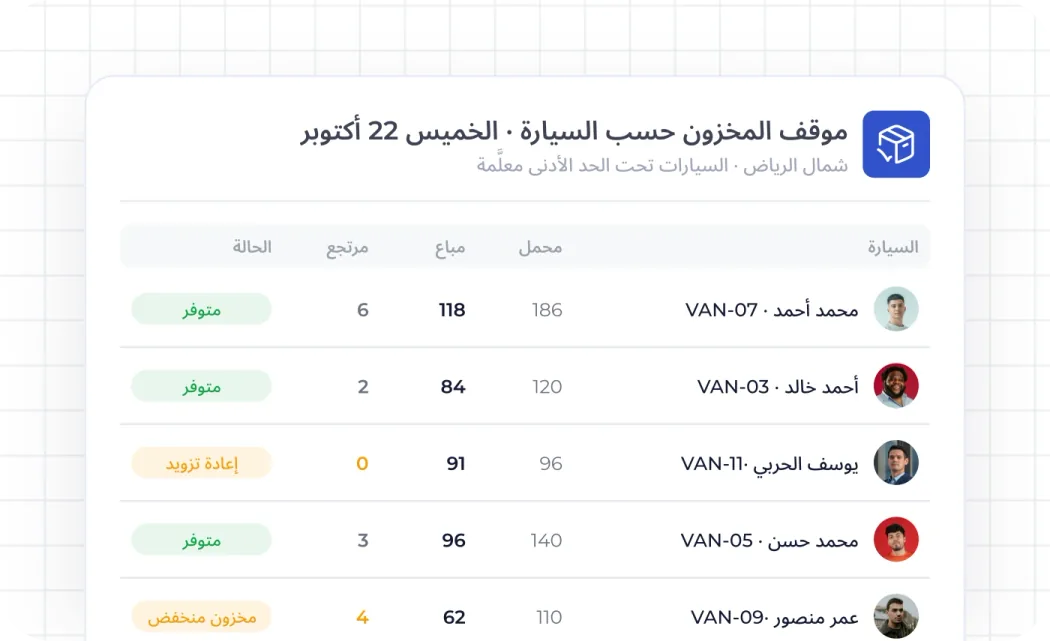 موقف المخزون حسب السيارة · الخميس 22 أكتوبر
شمال الرياض · السيارات تحت الحد الأدنى معلَّمة
السيارة محمل مباع مرتجع الحالة
محمد أحمد · VAN-07 186 118 6 متوفر
أحمد خالد · VAN-03 120 84 2 متوفر
يوسف الحربي ·VAN-11 96 91 0 إعادة تزويد
محمد حسن · VAN-05 140 96 3 متوفر
عمر منصور ·VAN-09 110 62 4 مخزون منخفض